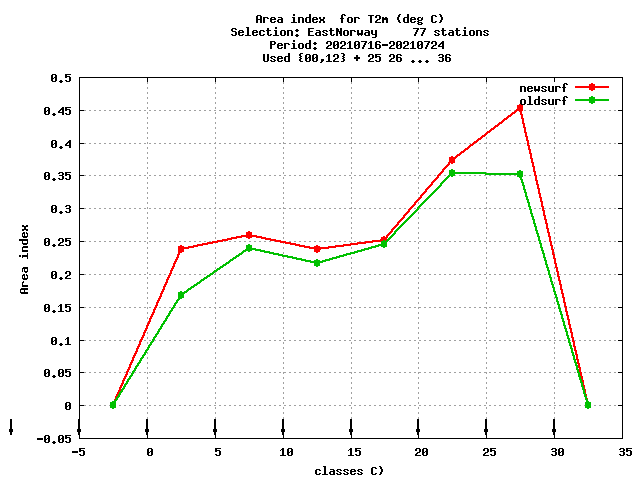 Area index  for T2m (deg C)
Selection: EastNorway     77 stations
Period: 20210716-20210724
Used {00,12} + 25 26 ... 36
0.5
0.45
0.4
0.35
0.3
0.25
0.2
0.15
0.1
0.05
0
-0.05
Area index
newsurf
oldsurf
-5 0 5 10 15 20 25 30 35
classes C)